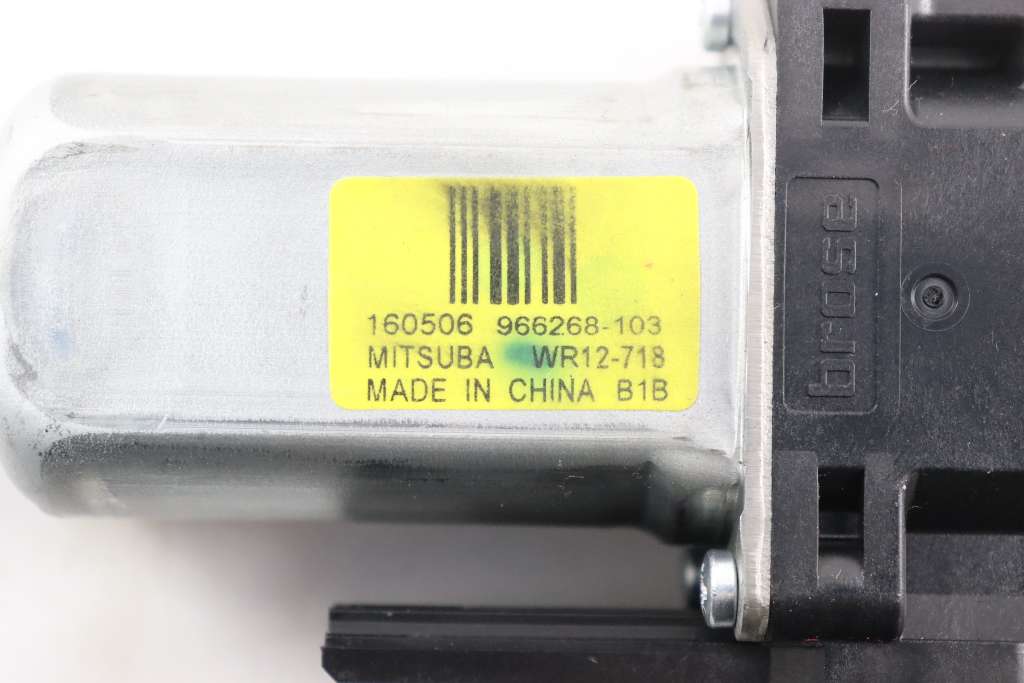 160506 966268-103
MITSUBA WR12-718
MADE IN CHINA B1B
brose